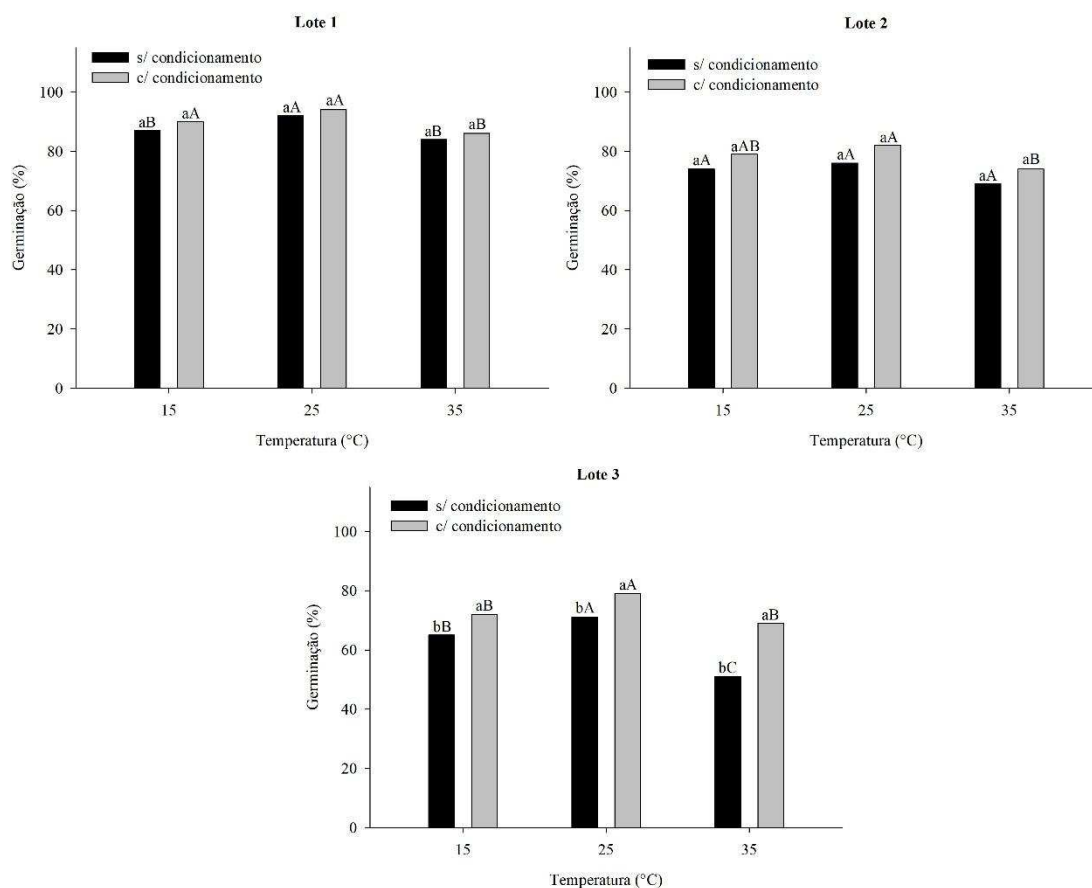 Lote 1
s/ condicionamento
c/ condicionamento
100
80
60
40
20
0
Germinação (%)
aB aA aA aA aB aB
15 25 35
Temperatura (°C)
Lote 2
s/ condicionamento
c/ condicionamento
100
80
60
40
20
0
Germinação (%)
aA aAB aA aA aA aB
15 25 35
Temperatura (°C)
Lote 3
s/ condicionamento
c/ condicionamento
100
80
60
40
20
0
Germinação (%)
bB aB bA aA bC aB
15 25 35
Temperatura (°C)